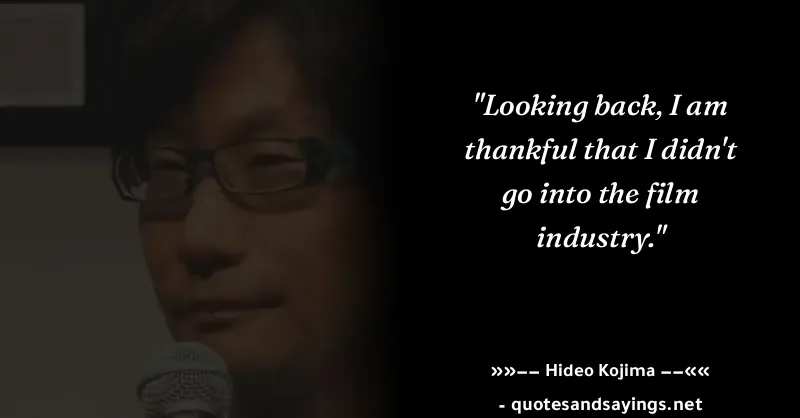 "Looking back, I am
thankful that I didn't
go into the film
industry."
»»–– Hideo Kojima ––««
- quotesandsayings.net